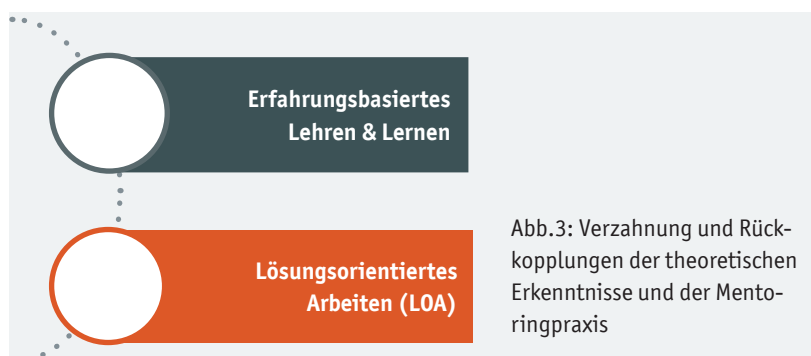 Erfahrungsbasiertes
Lehren & Lernen
Lösungsorientiertes
Arbeiten (LOA)
Abb.3: Verzahnung und Rück-
kopplungen der theoretischen
Erkenntnisse und der Mento-
ringpraxis